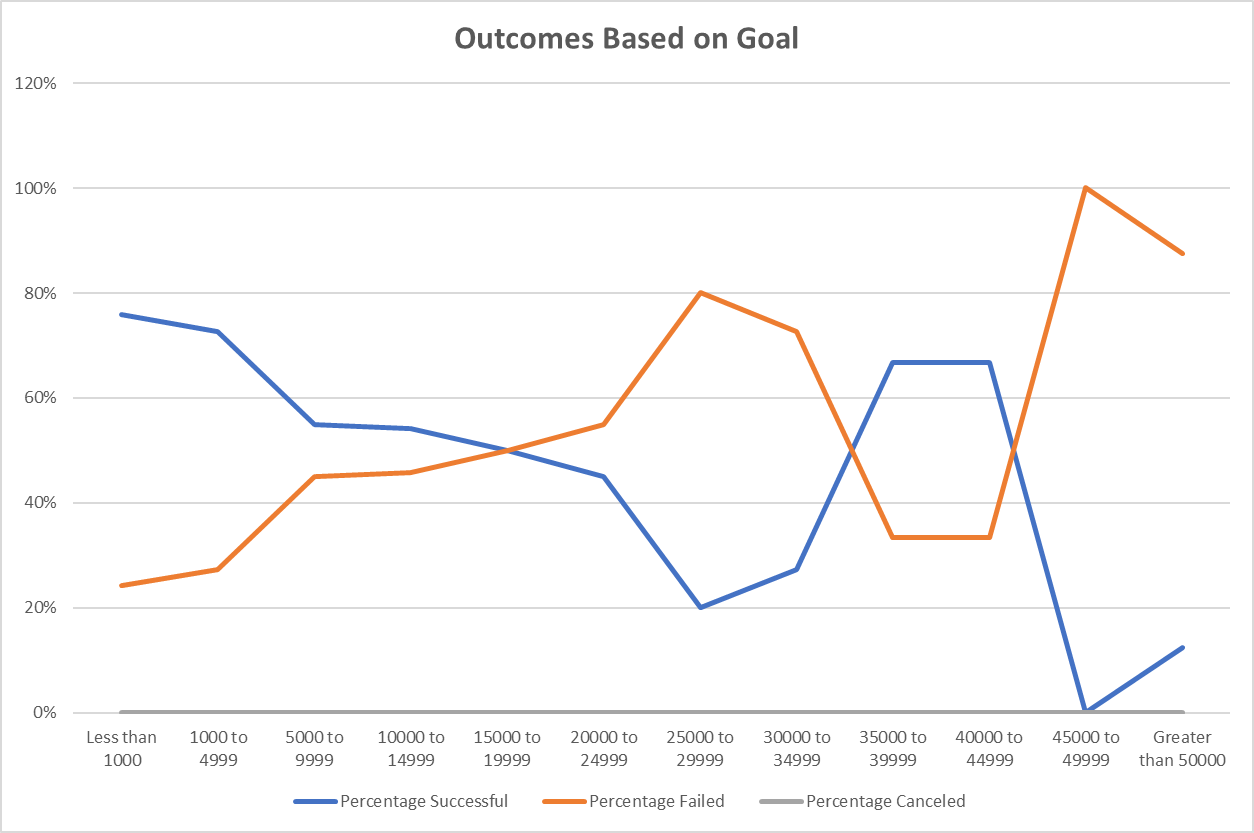 Outcomes Based on Goal
120%
100%
80%
60%
40%
20%
0%
Less than
1000
1000 to
4999
5000 to
9999
10000 to
14999
15000 to
19999
20000 to
24999
25000 to
29999
30000 to
34999
35000 to
39999
40000 to
44999
45000 to
49999
Greater
than 50000
Percentage Successful
Percentage Failed
Percentage Canceled